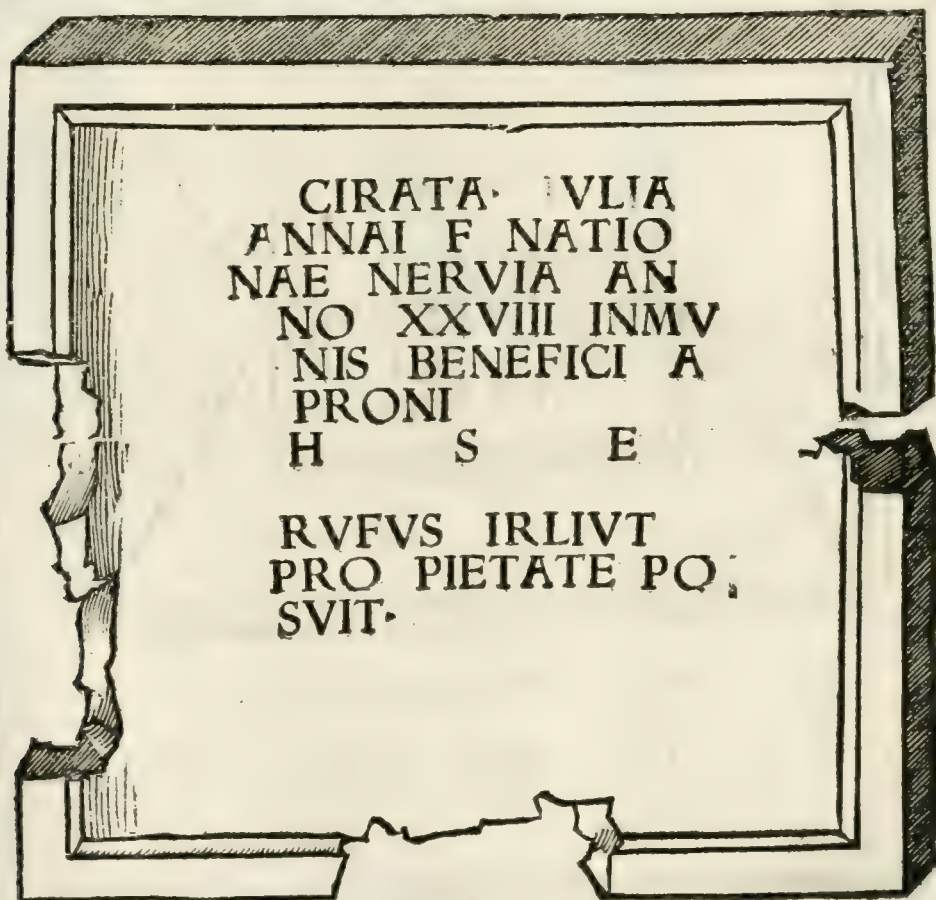 CIRATA· IVLIA
ANNAI F NATIO
NAE NERVIA AN
NO XXVIII INMV
NIS BENEFICI A
PRONI
H S E
RVFVS IRLIVT
PRO PIETATE PO
SVIT·